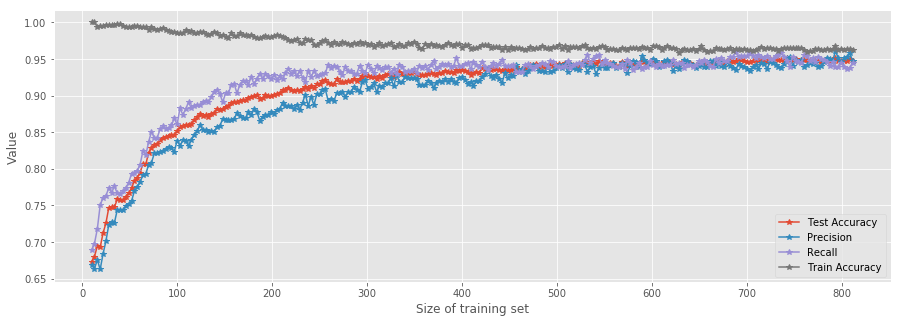 1.00
0.95
0.90
0.85
0.80
0.75
0.70
0.65
Value
0 100 200 300 400 500 600 700 800
Size of training set
Test Accuracy
Precision
Recall
Train Accuracy